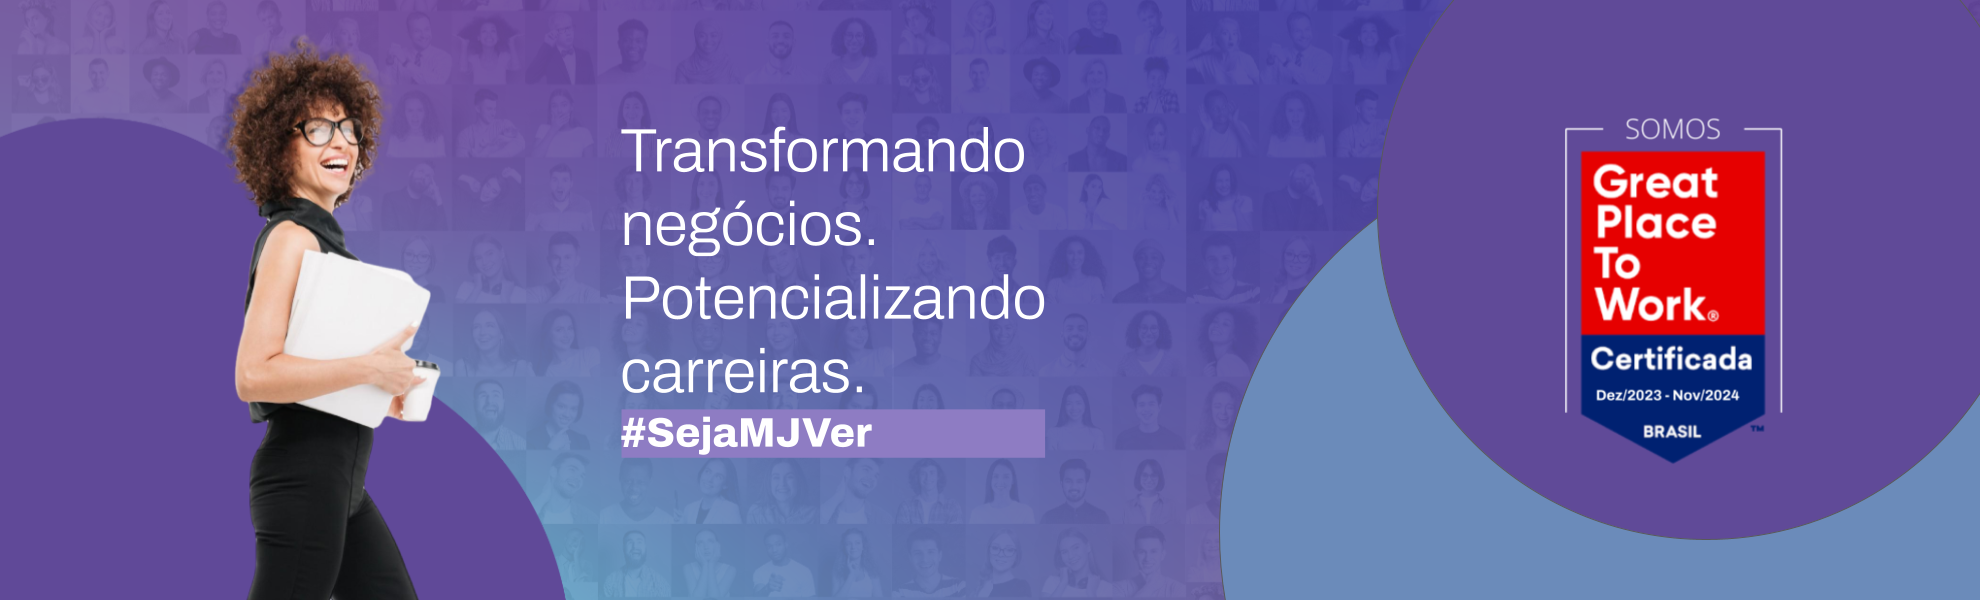 Transformando
negócios.
Potencializando
carreiras.
#SejaMJVer
SOMOS
Great
Place
To
Work®
Certificada
Dez/2023 - Nov/2024
BRASIL
™